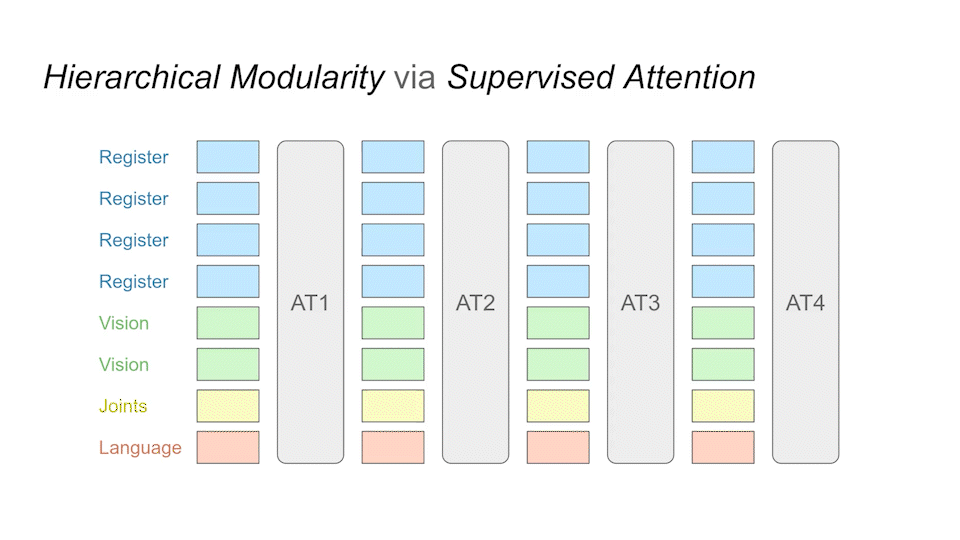 Hierarchical Modularity via Supervised Attention
Register
Register
Register
Register
Vision
Vision
Joints
Language
AT1
AT2
AT3
AT4